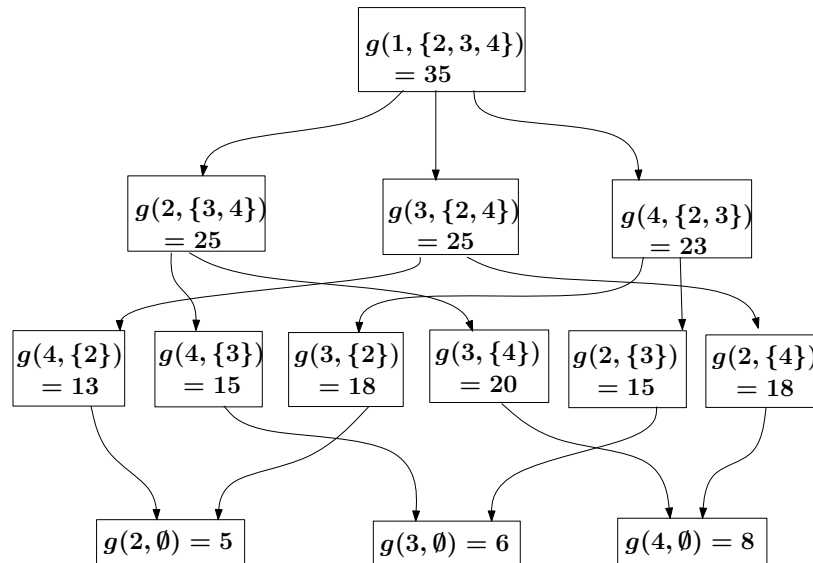 g(1, {2, 3, 4})
= 35
g(2, {3, 4})
= 25
g(3, {2, 4})
= 25
g(4, {2, 3})
= 23
g(4, {2})
= 13
g(4, {3})
= 15
g(3, {2})
= 18
g(3, {4})
= 20
g(2, {3})
= 15
g(2, {4})
= 18
g(2, ∅) = 5
g(3, ∅) = 6
g(4, ∅) = 8